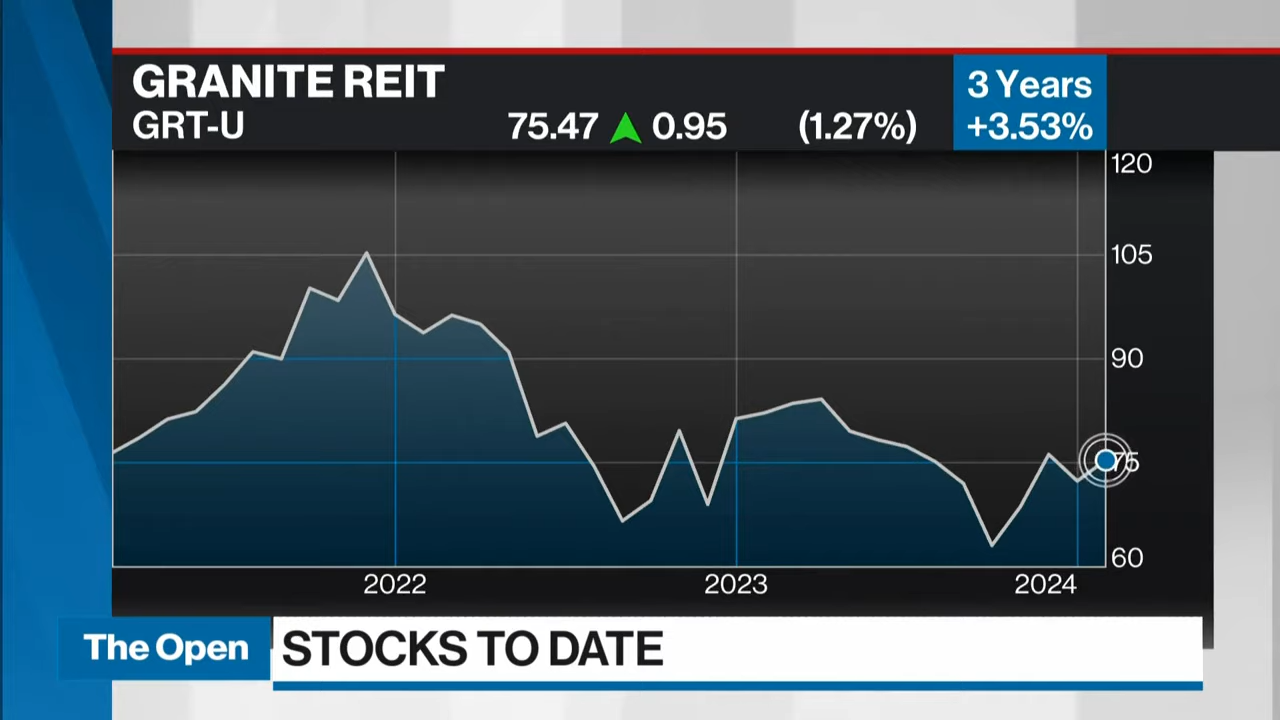 GRANITE REIT
GRT-U 75.47 ▲ 0.95 (1.27%)
3 Years
+3.53%
120
105
90
75
60
2022 2023 2024
The Open STOCKS TO DATE